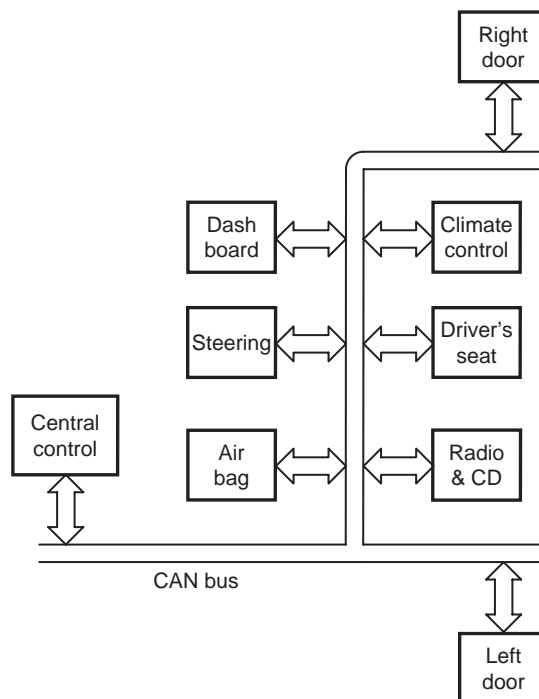 Right
door
Dash
board
Climate
control
Steering
Driver's
seat
Central
control
Air
bag
Radio
& CD
CAN bus
Left
door